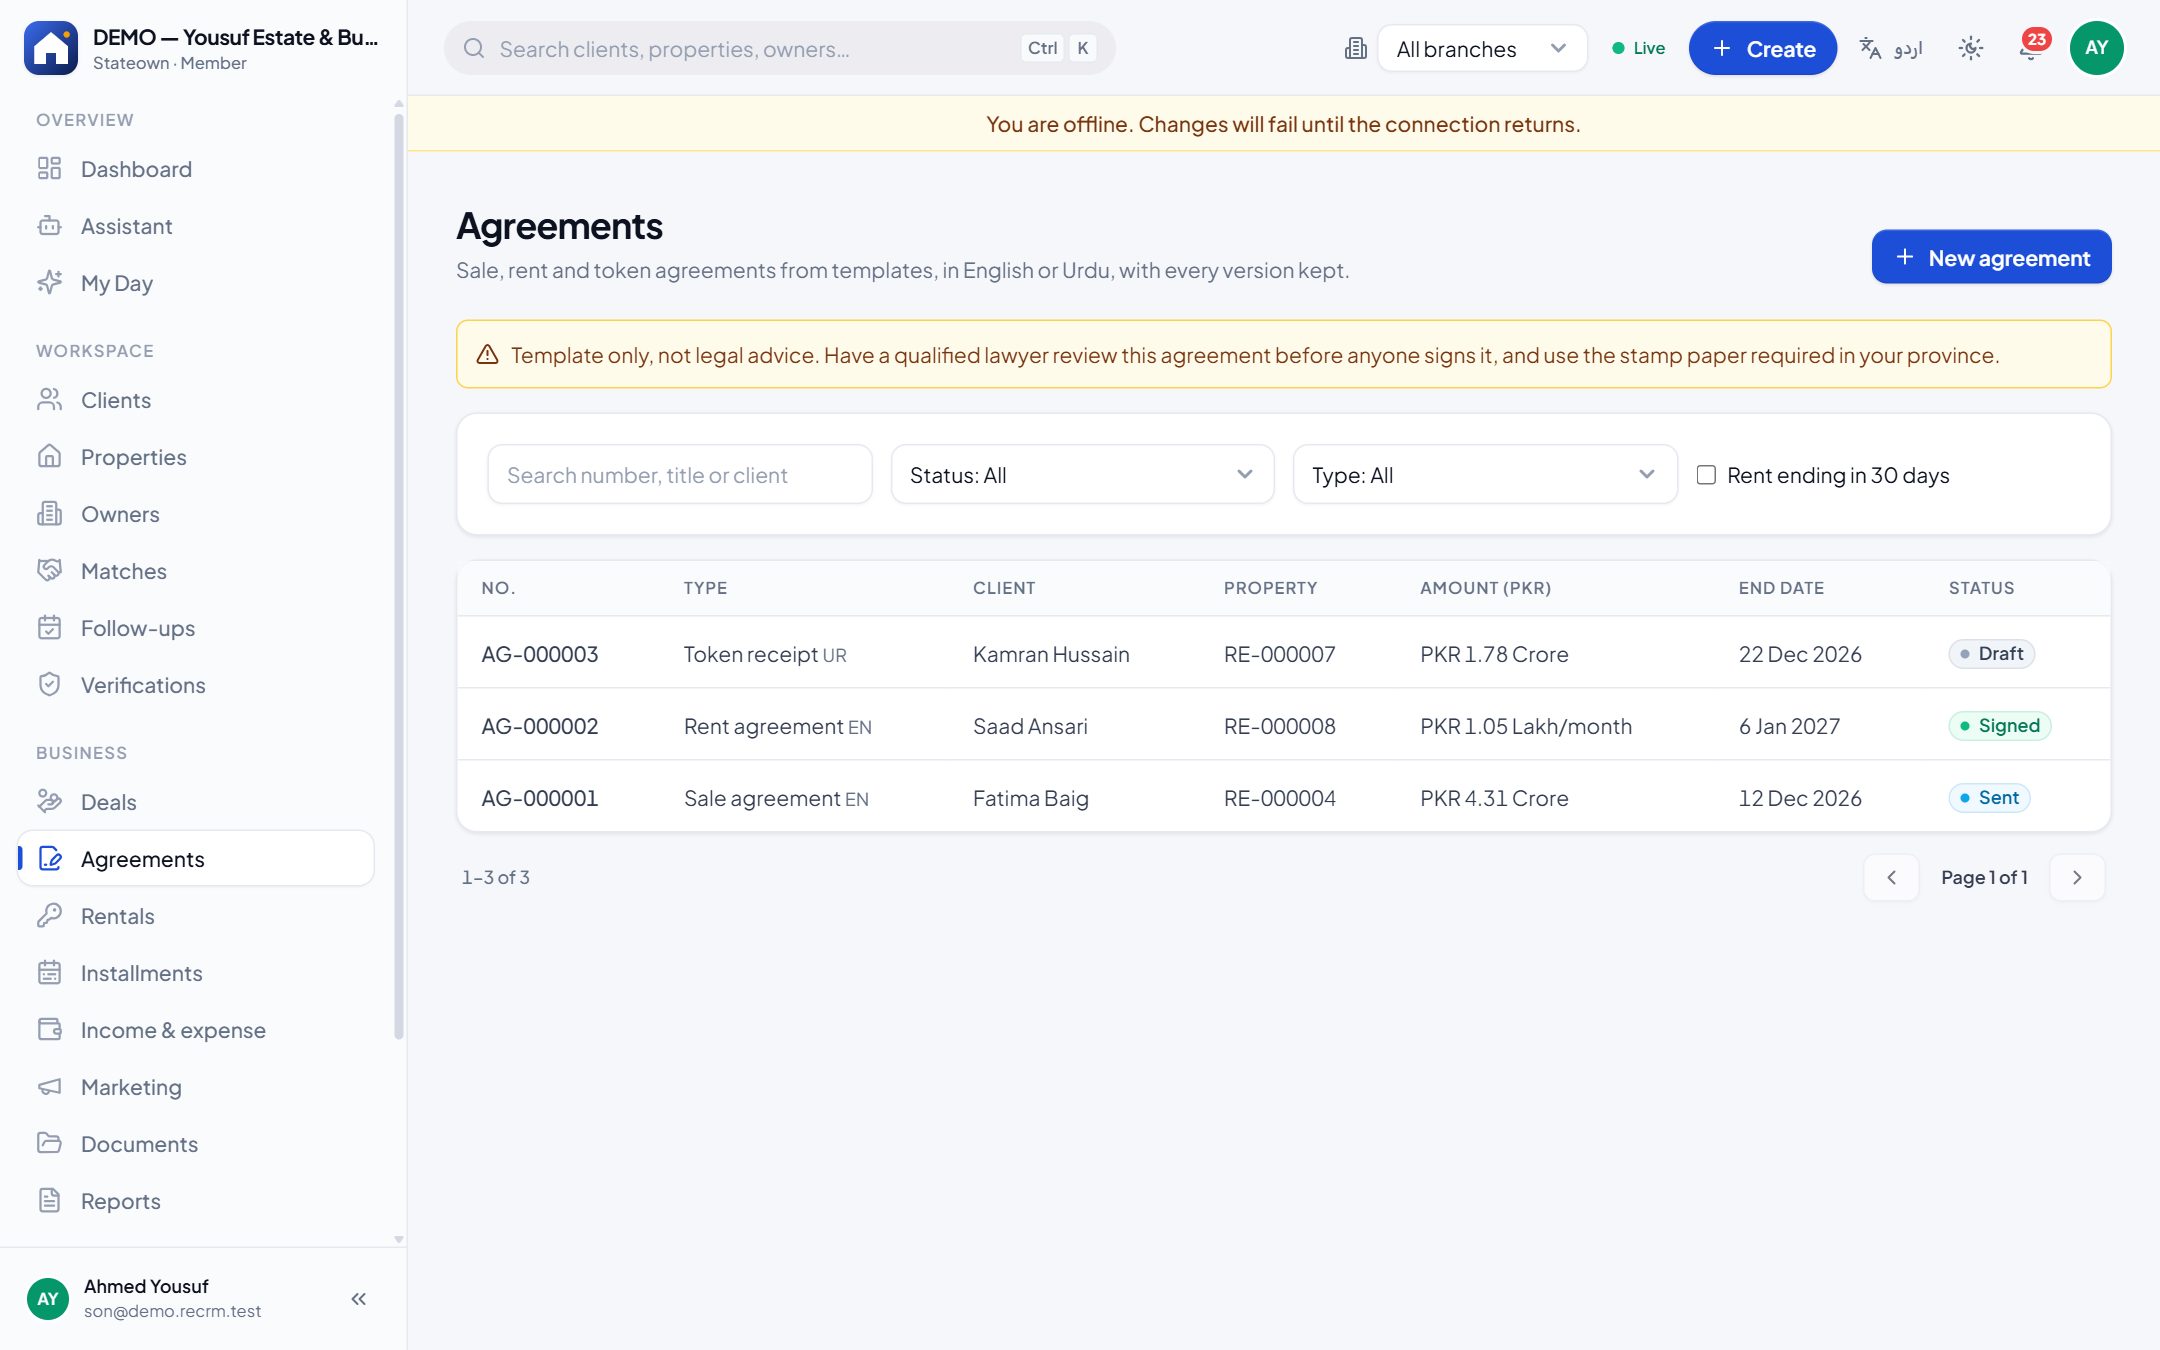 DEMO — Yousuf Estate & Bu...
Stateown · Member
Search clients, properties, owners...
Ctrl K
All branches
Live
+ Create
اردو
23
AY
You are offline. Changes will fail until the connection returns.
OVERVIEW
Dashboard
Assistant
My Day
WORKSPACE
Clients
Properties
Owners
Matches
Follow-ups
Verifications
BUSINESS
Deals
Agreements
Rentals
Installments
Income & expense
Marketing
Documents
Reports
AY
Ahmed Yousuf
son@demo.recrm.test
Agreements
Sale, rent and token agreements from templates, in English or Urdu, with every version kept.
+ New agreement
Template only, not legal advice. Have a qualified lawyer review this agreement before anyone signs it, and use the stamp paper required in your province.
Search number, title or client
Status: All
Type: All
Rent ending in 30 days
NO. TYPE CLIENT PROPERTY AMOUNT (PKR) END DATE STATUS
AG-000003 Token receipt UR Kamran Hussain RE-000007 PKR 1.78 Crore 22 Dec 2026 Draft
AG-000002 Rent agreement EN Saad Ansari RE-000008 PKR 1.05 Lakh/month 6 Jan 2027 Signed
AG-000001 Sale agreement EN Fatima Baig RE-000004 PKR 4.31 Crore 12 Dec 2026 Sent
1–3 of 3
Page 1 of 1